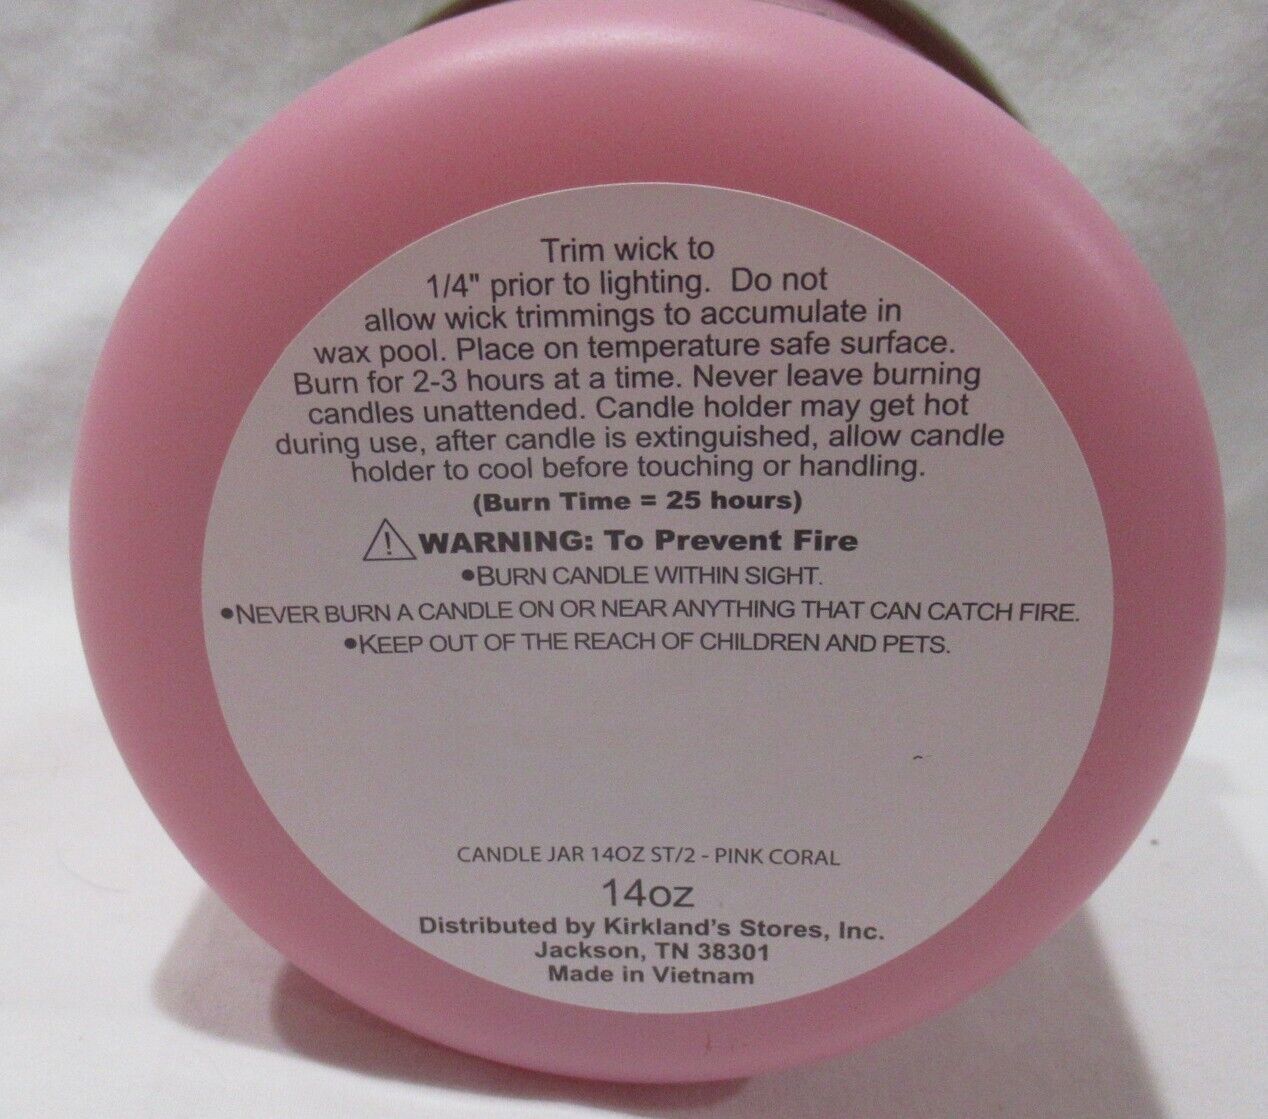 Trim wick to
1/4" prior to lighting. Do not
allow wick trimmings to accumulate in
wax pool. Place on temperature safe surface.
Burn for 2-3 hours at a time. Never leave burning
candles unattended. Candle holder may get hot
during use, after candle is extinguished, allow candle
holder to cool before touching or handling.
(Burn Time = 25 hours)
WARNING: To Prevent Fire
•BURN CANDLE WITHIN SIGHT.
•NEVER BURN A CANDLE ON OR NEAR ANYTHING THAT CAN CATCH FIRE.
•KEEP OUT OF THE REACH OF CHILDREN AND PETS.
CANDLE JAR 14OZ ST/2 - PINK CORAL
14oz
Distributed by Kirkland's Stores, Inc.
Jackson, TN 38301
Made in Vietnam